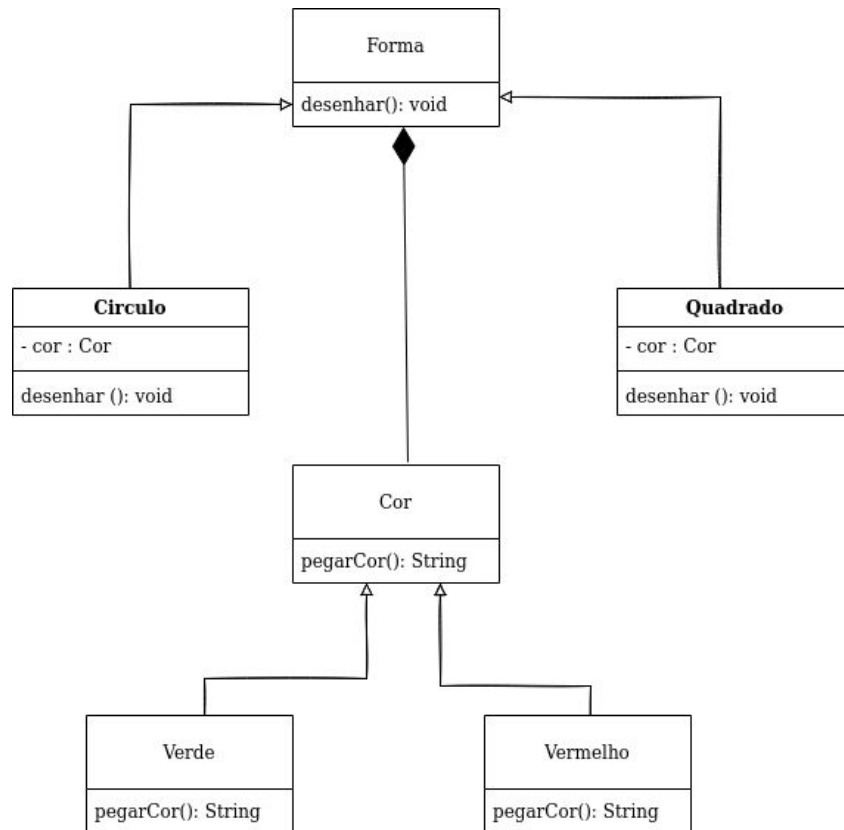 Forma
desenhar(): void
Circulo
- cor : Cor
desenhar (): void
Quadrado
- cor : Cor
desenhar (): void
Cor
pegarCor(): String
Verde
pegarCor(): String
Vermelho
pegarCor(): String